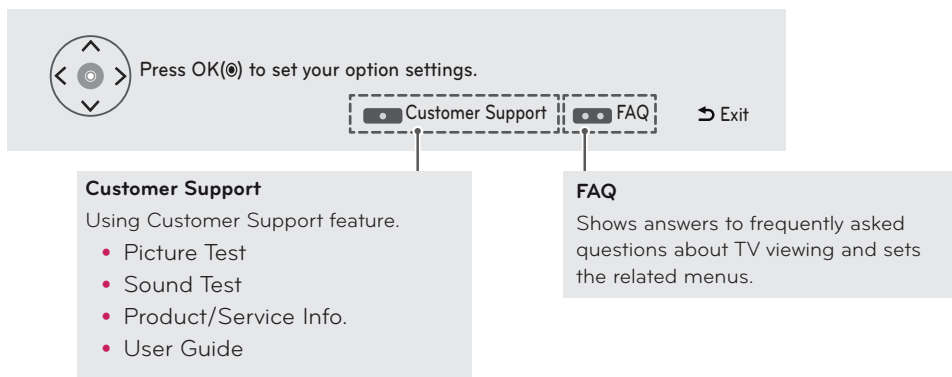 Press OK(◉) to set your option settings.
Customer Support FAQ Exit
Customer Support
Using Customer Support feature.
• Picture Test
• Sound Test
• Product/Service Info.
• User Guide
FAQ
Shows answers to frequently asked
questions about TV viewing and sets
the related menus.